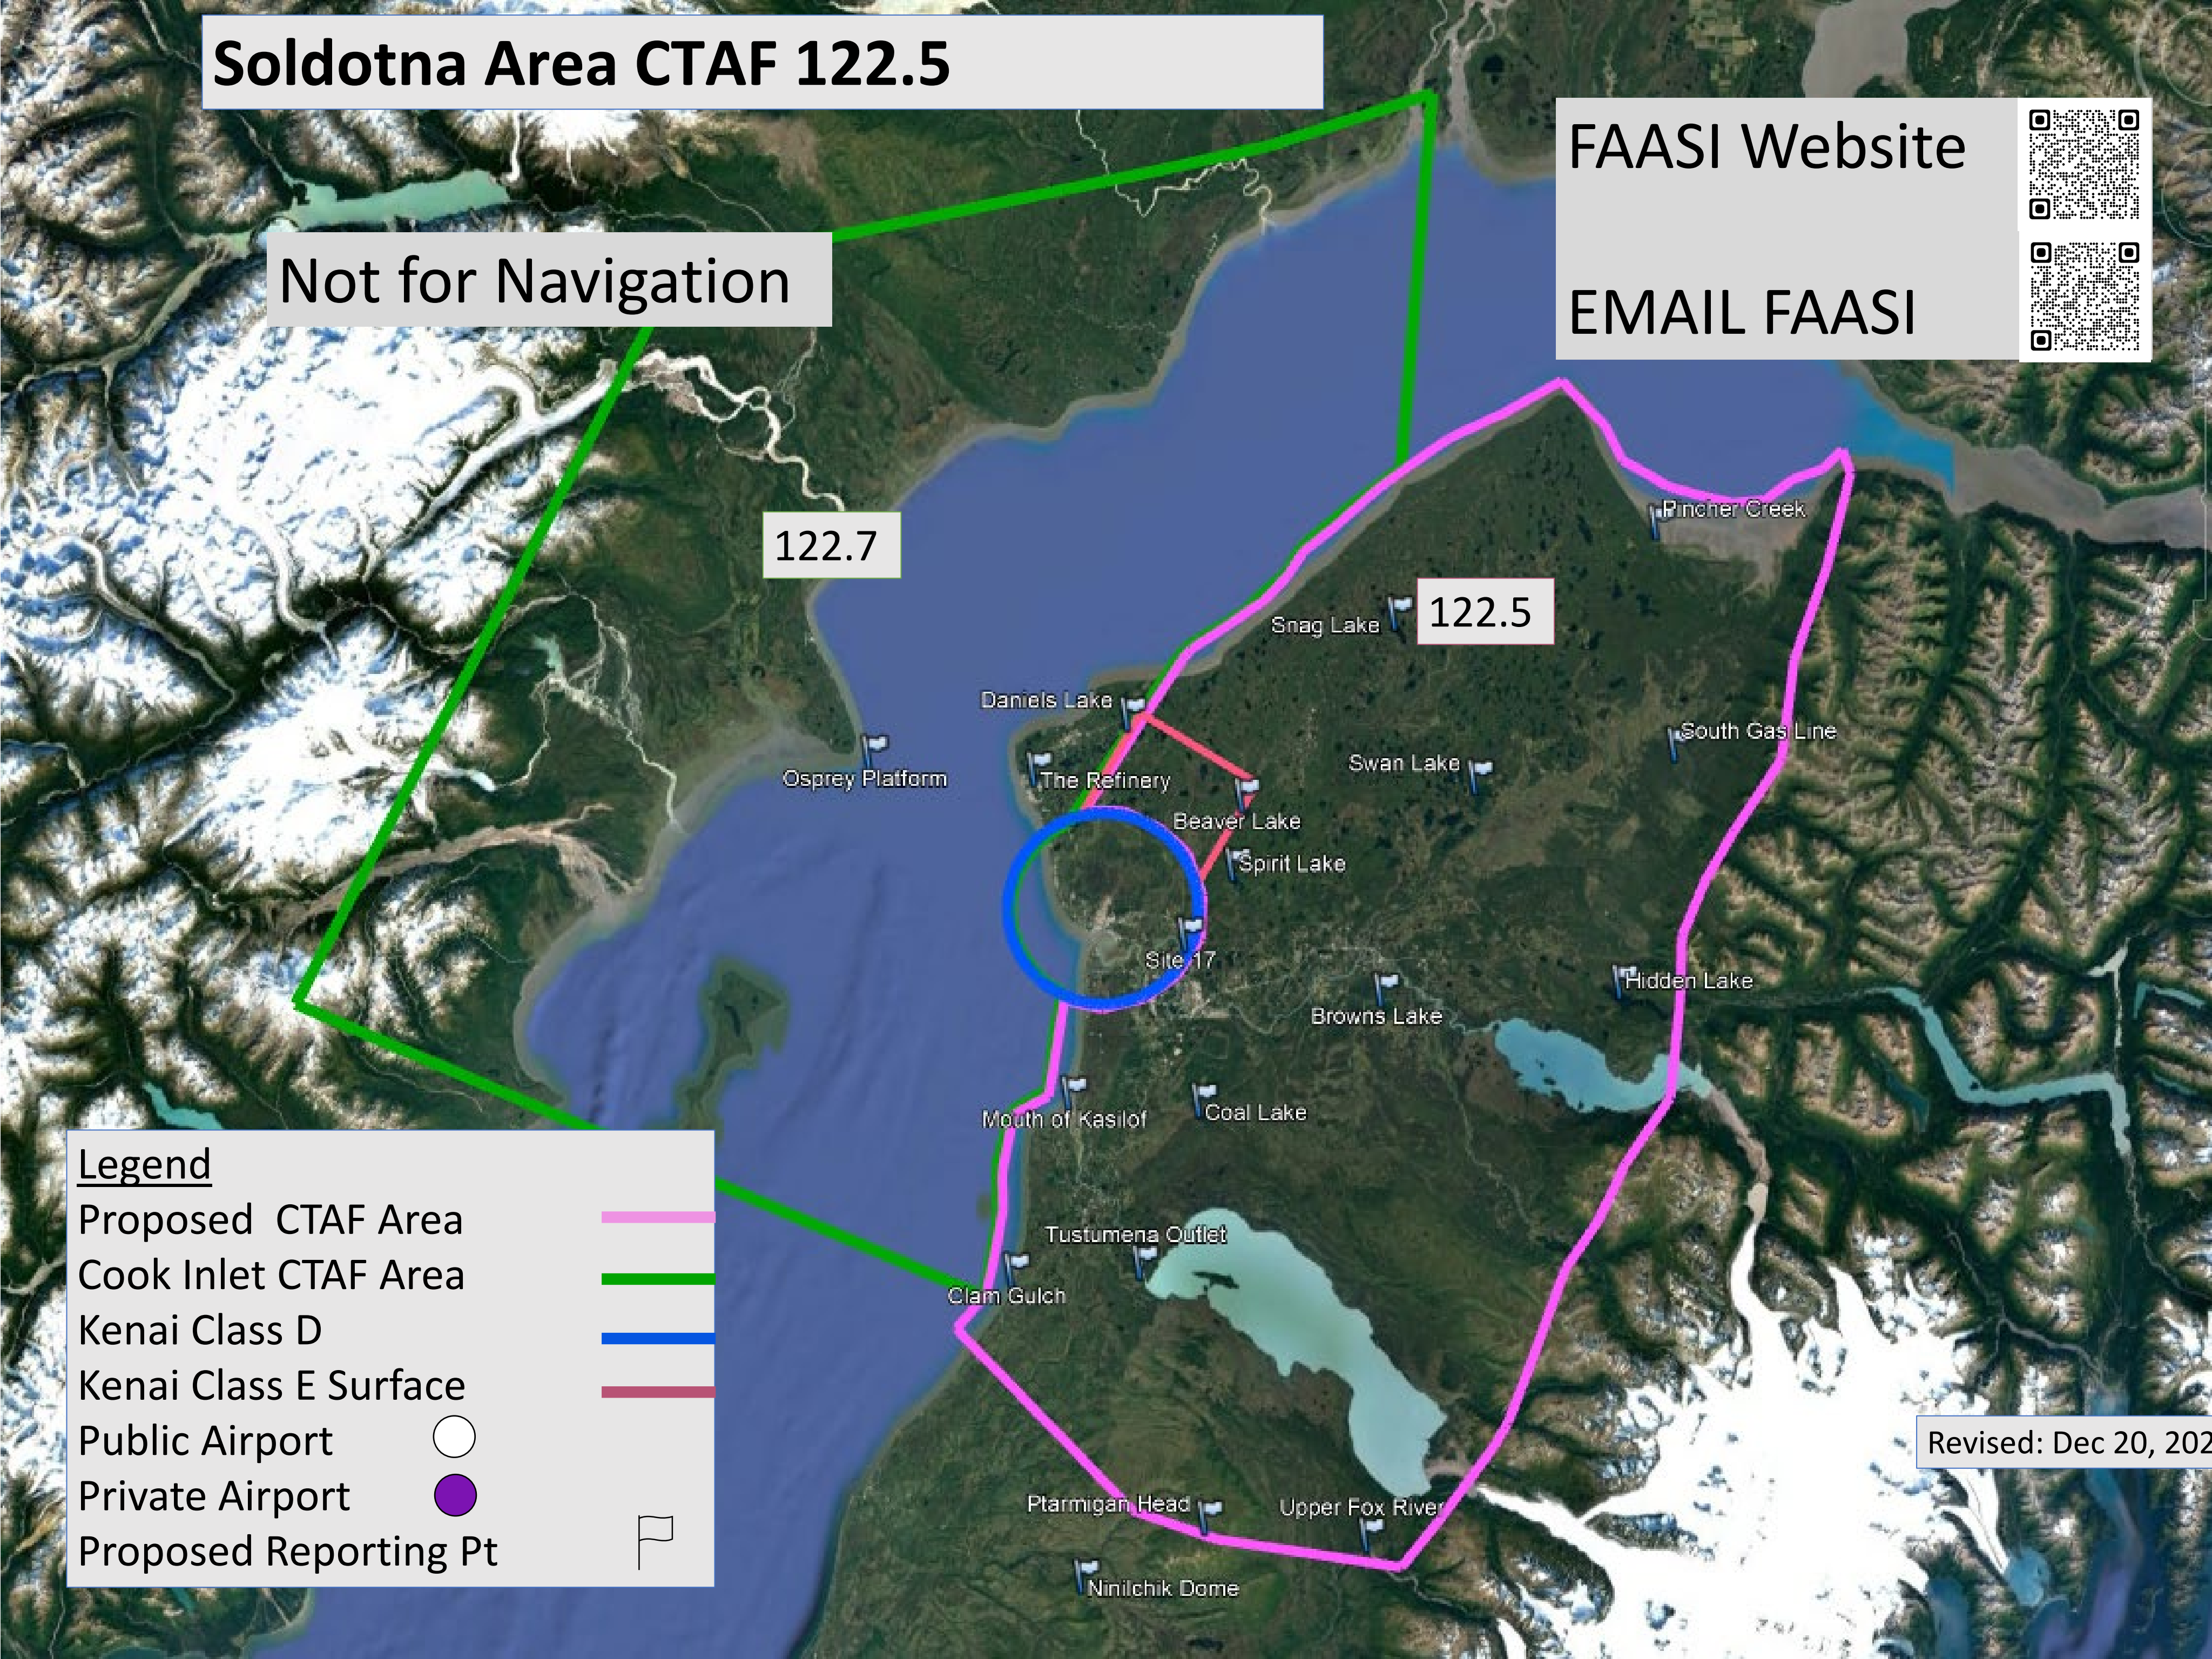 Soldotna Area CTAF 122.5
FAASI Website
EMAIL FAASI
Not for Navigation
122.7
Pincher Creek
122.5
Snag Lake
Daniels Lake
South Gas Line
Osprey Platform
The Refinery
Swan Lake
Beaver Lake
Spirit Lake
Site 17
Hidden Lake
Browns Lake
Mouth of Kasilof
Coal Lake
Tustumena Outlet
Clam Gulch
Legend
Proposed CTAF Area
Cook Inlet CTAF Area
Kenai Class D
Kenai Class E Surface
Public Airport
Private Airport
Proposed Reporting Pt
Revised: Dec 20, 202
Ptarmigan Head
Upper Fox River
Ninilchik Dome